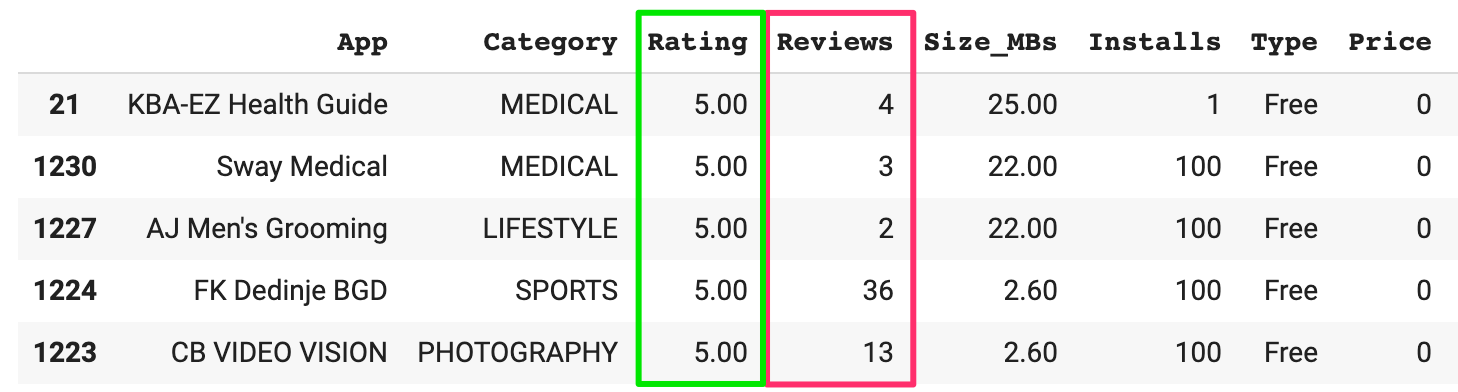 App Category Rating Reviews Size_MBs Installs Type Price
21 KBA-EZ Health Guide MEDICAL 5.00 4 25.00 1 Free 0
1230 Sway Medical MEDICAL 5.00 3 22.00 100 Free 0
1227 AJ Men's Grooming LIFESTYLE 5.00 2 22.00 100 Free 0
1224 FK Dedinje BGD SPORTS 5.00 36 2.60 100 Free 0
1223 CB VIDEO VISION PHOTOGRAPHY 5.00 13 2.60 100 Free 0